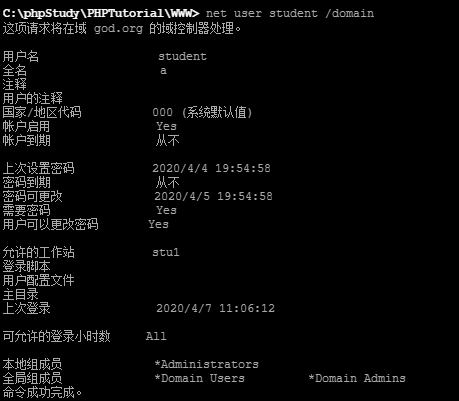 C:\phpStudy\PHPTutorial\WWW> net user student /domain
这项请求将在域 god.org 的域控制器处理。
用户名 student
全名 a
注释
用户的注释
国家/地区代码 000 (系统默认值)
帐户启用 Yes
帐户到期 从不
上次设置密码 2020/4/4 19:54:58
密码到期 从不
密码可更改 2020/4/5 19:54:58
需要密码 Yes
用户可以更改密码 Yes
允许的工作站 stu1
登录脚本
用户配置文件
主目录
上次登录 2020/4/7 11:06:12
可允许的登录小时数 All
本地组成员 *Administrators
全局组成员 *Domain Users *Domain Admins
命令成功完成。